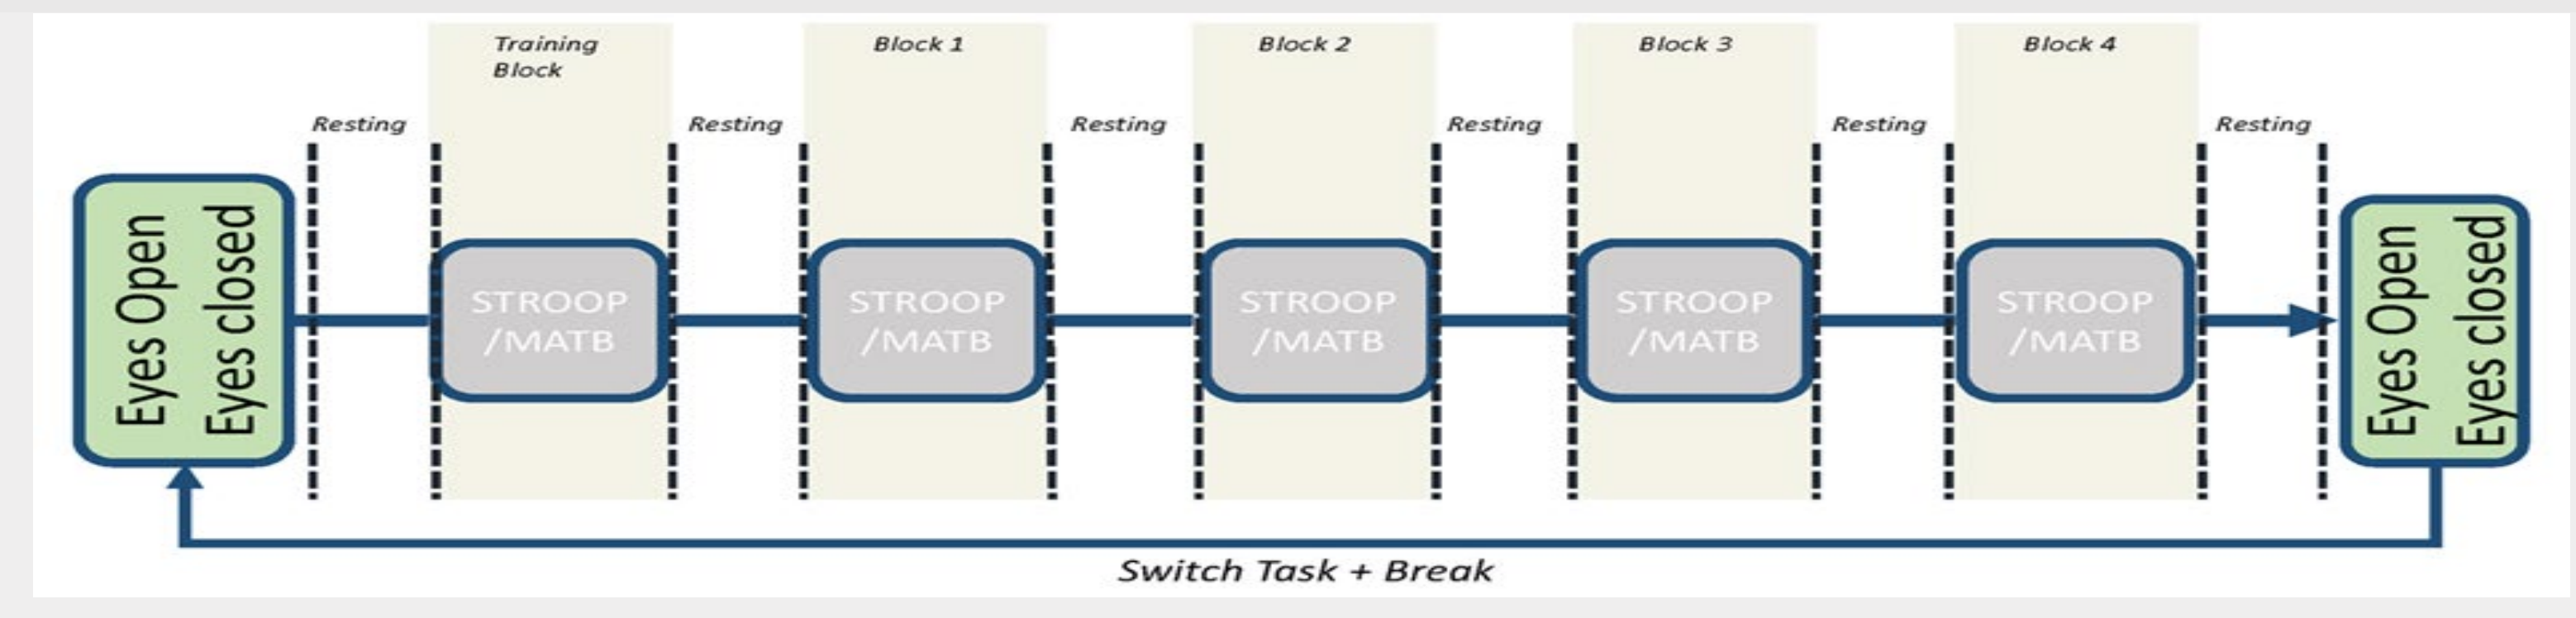 Training
Block
Block 1
Block 2
Block 3
Block 4
Resting
Resting
Resting
Resting
Resting
Resting
Eyes Open
Eyes closed
STROOP
/MATB
STROOP
/MATB
STROOP
/MATB
STROOP
/MATB
STROOP
/MATB
Eyes Open
Eyes closed
Switch Task + Break